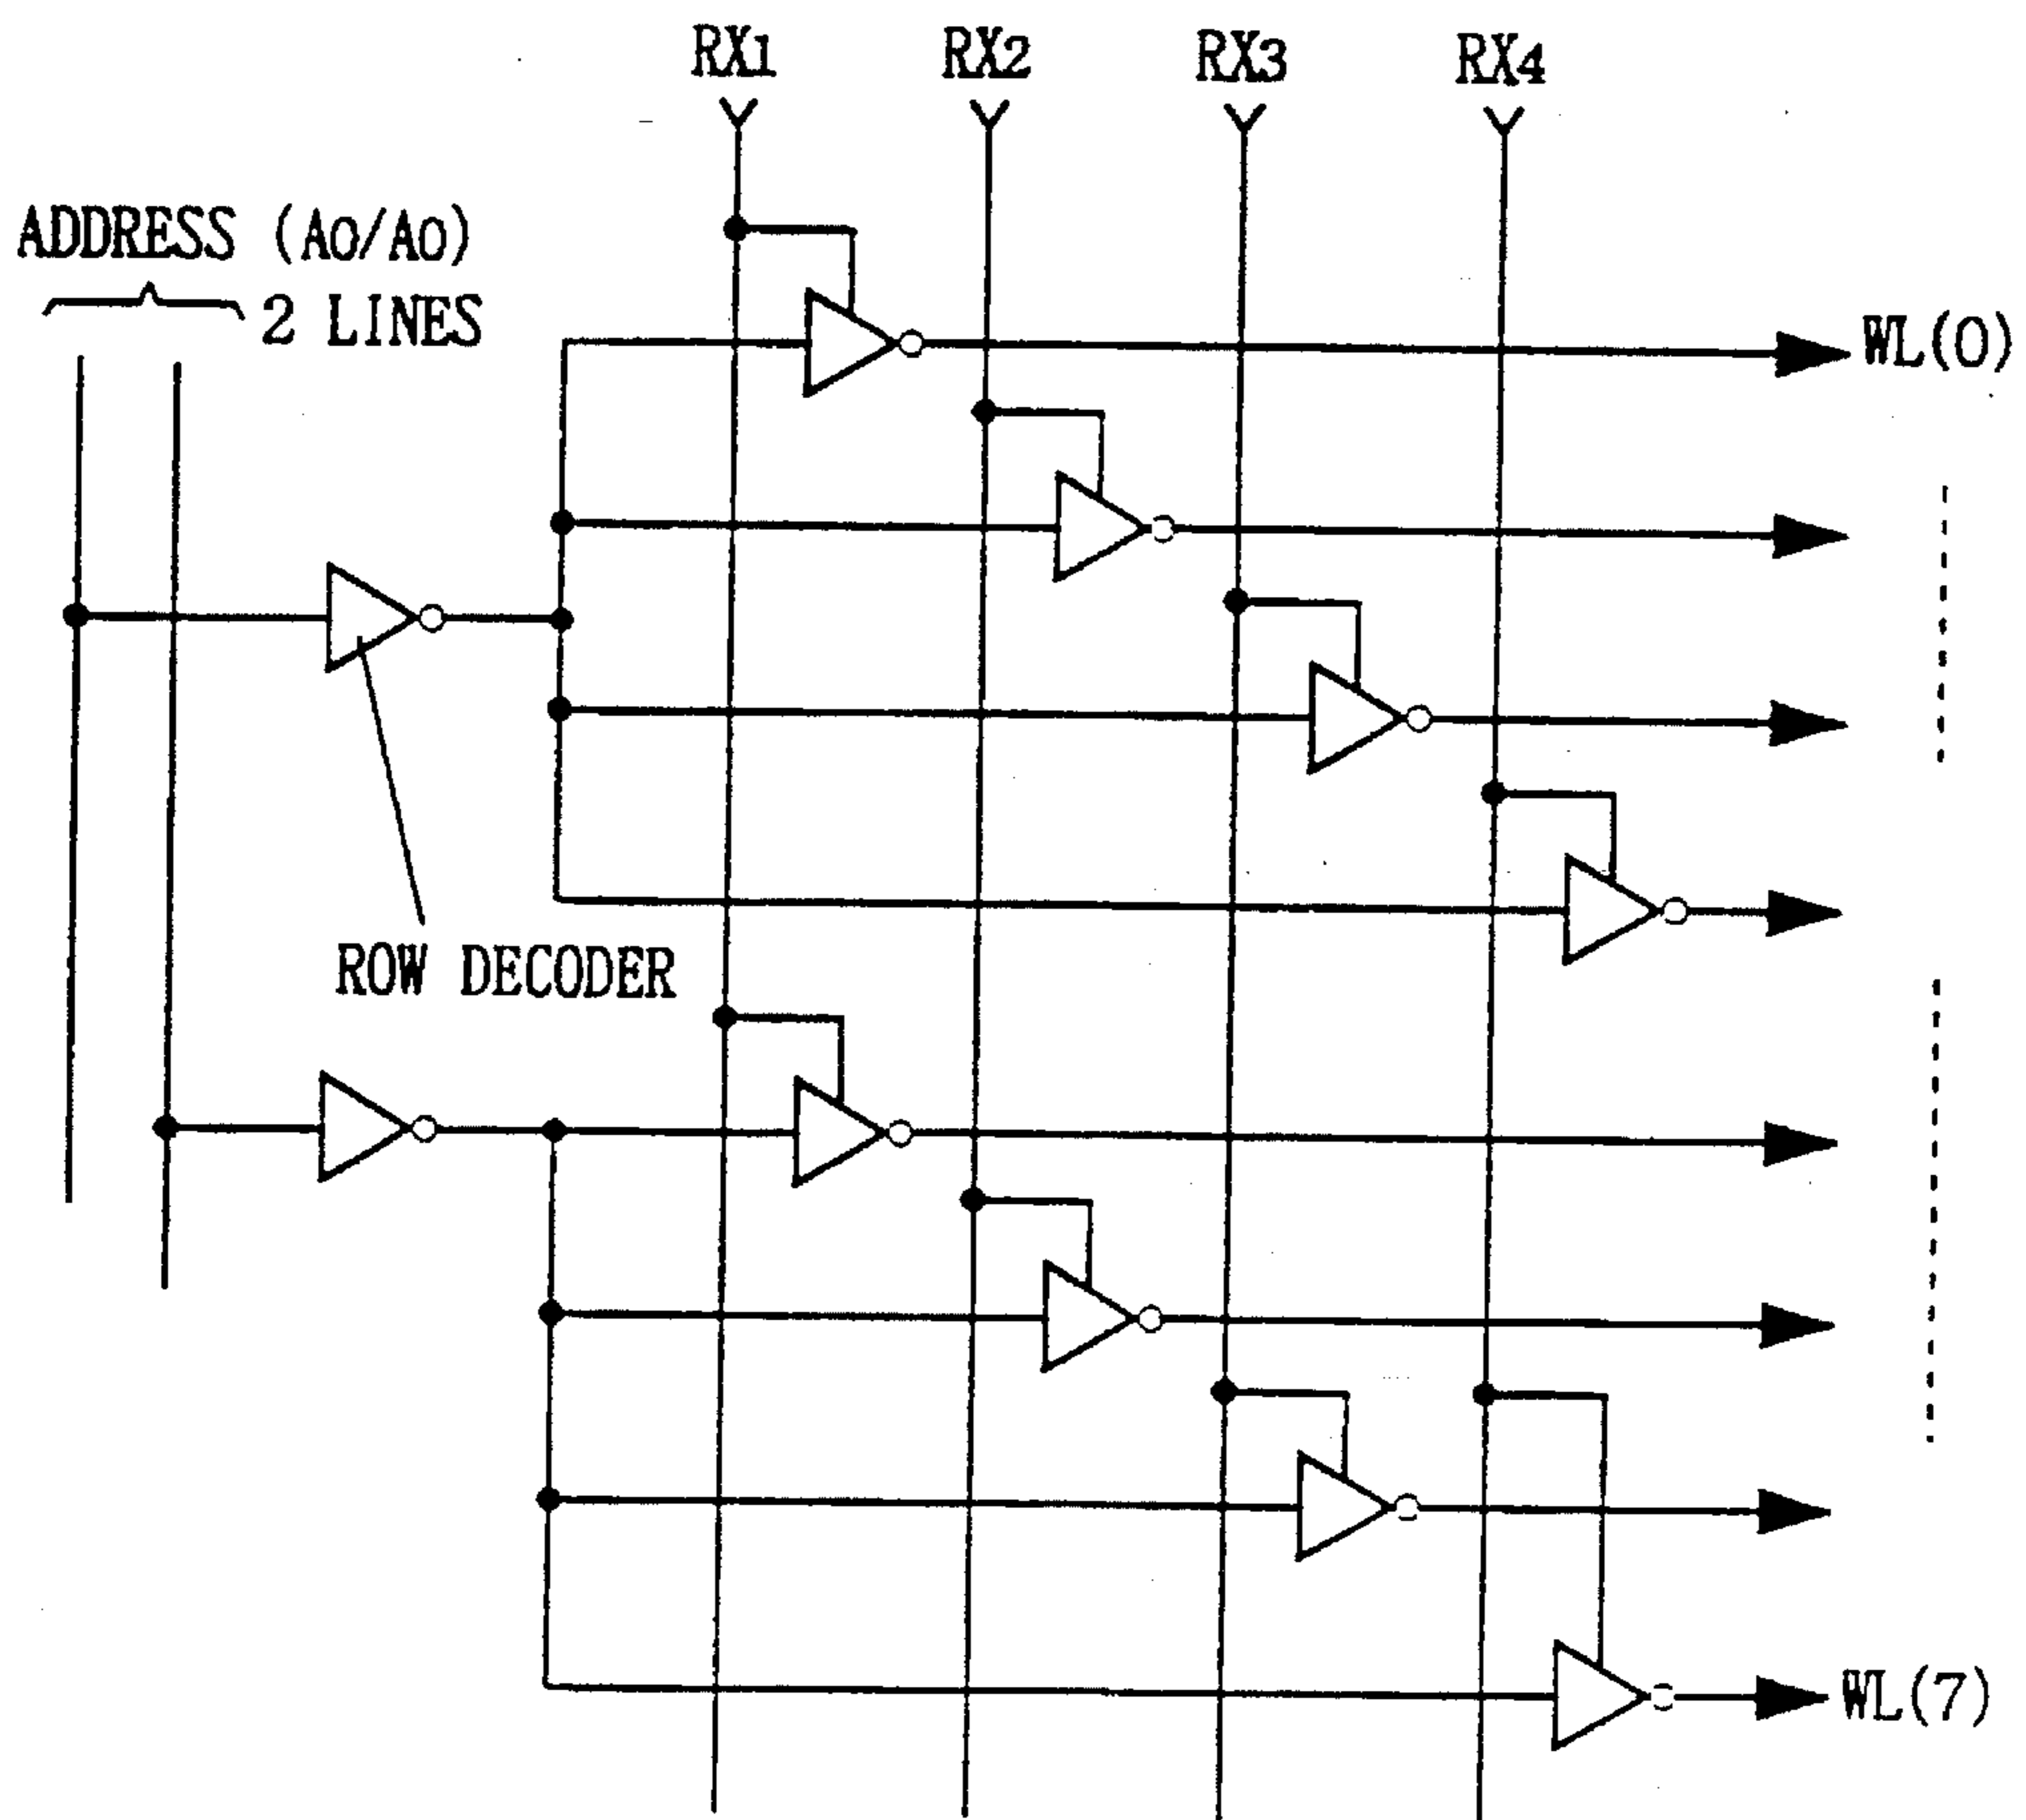 RX1 RX2 RX3 RX4
ADDRESS (A0/A0)
2 LINES
WL(0)
ROW DECODER
WL(7)